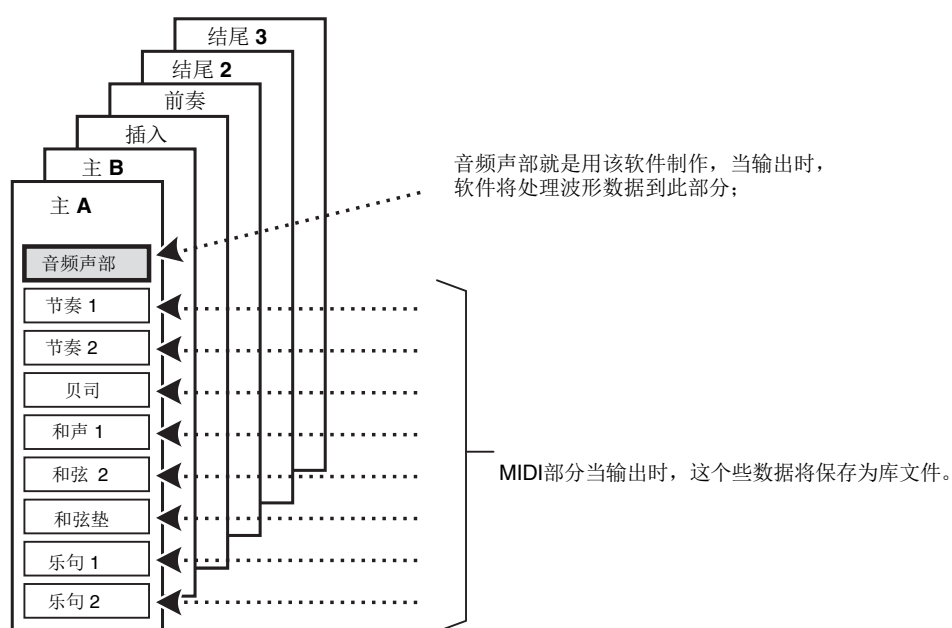 结尾 3
结尾 2
前奏
插入
主 B
主 A
音频声部就是用该软件制作，当输出时，
软件将处理波形数据到此部分；
音频声部
节奏 1
节奏 2
贝司
和声 1
和弦 2
和弦垫
乐句 1
乐句 2
MIDI部分当输出时，这个些数据将保存为库文件。